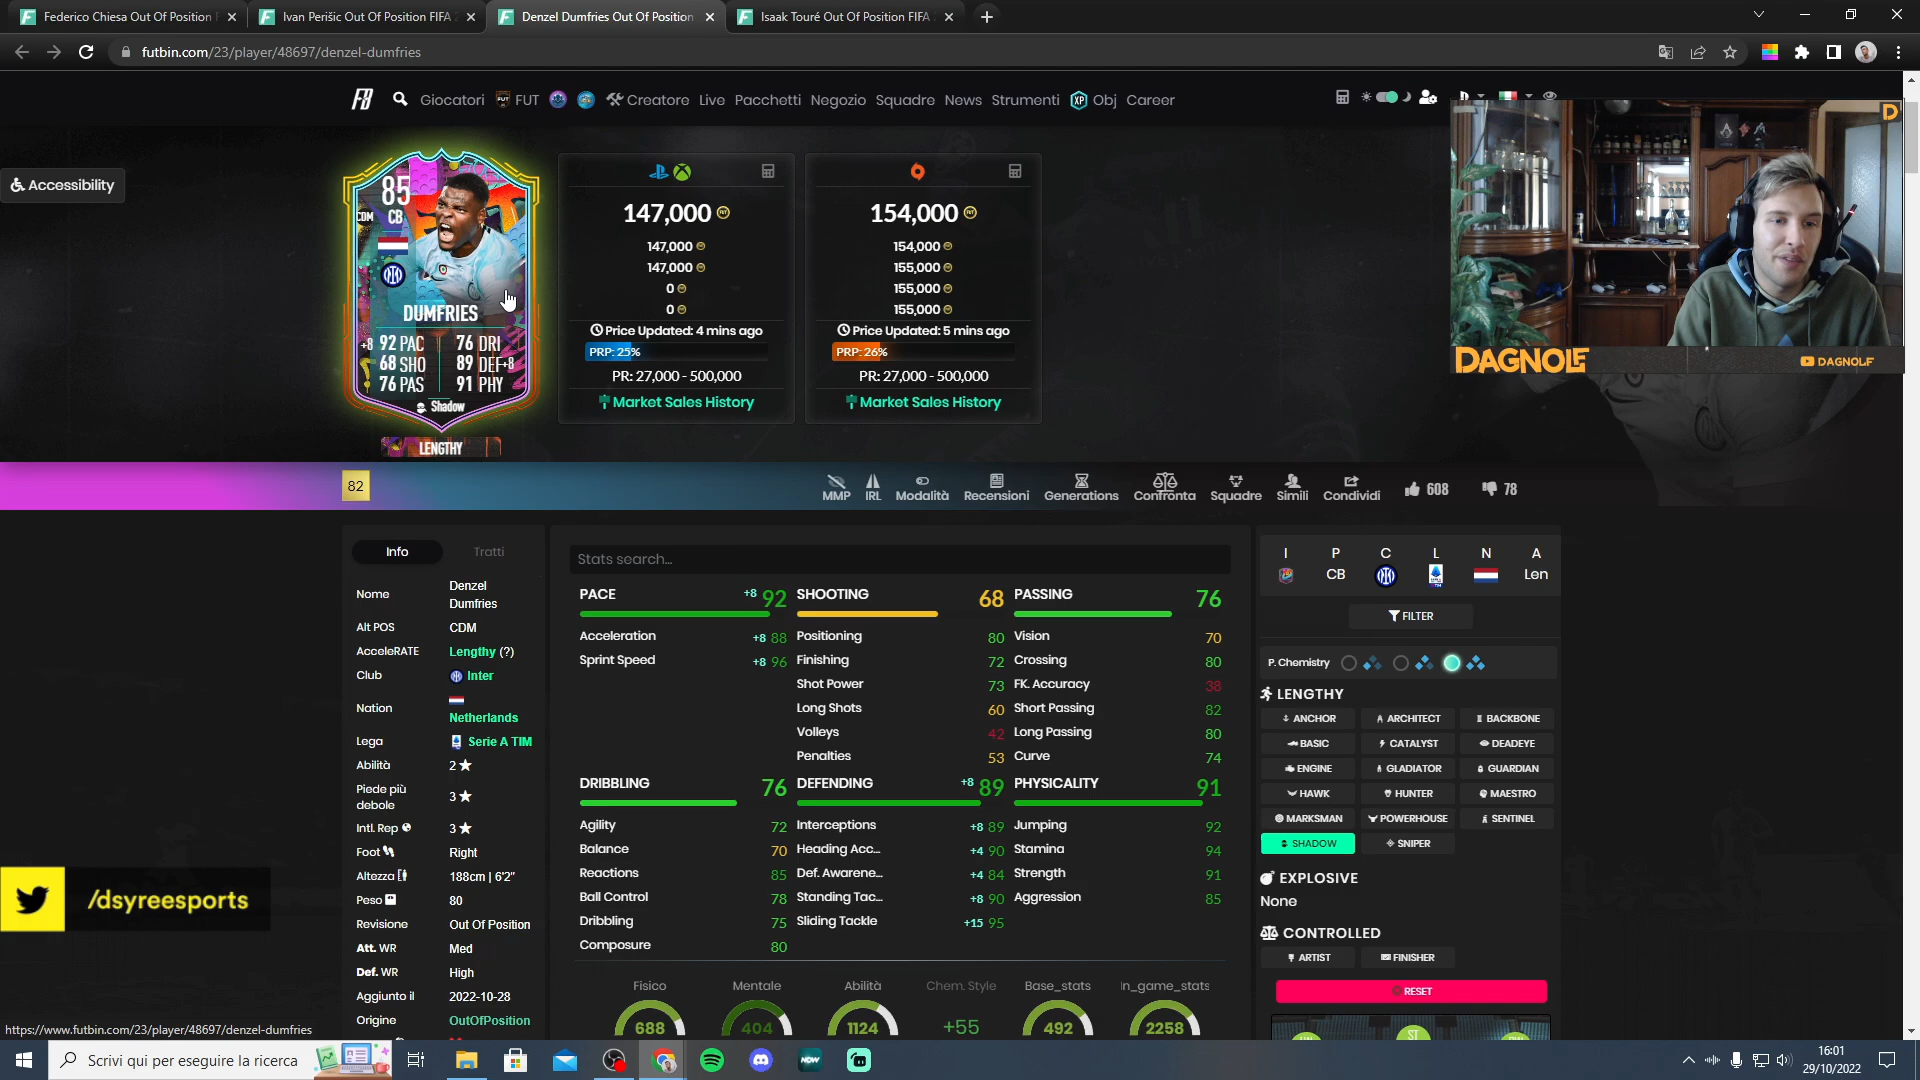 Federico Chiesa Out Of Position F
Ivan Perišic Out Of Position FIFA 2
Denzel Dumfries Out Of Position
Isaak Touré Out Of Position FIFA
futbin.com/23/player/48697/denzel-dumfries
Giocatori FUT Creatore Live Pacchetti Negozio Squadre News Strumenti XP Obj Career
Accessibility
85
CDM CB
DUMFRIES
+8 92 PAC 76 DRI
68 SHO 89 DEF+8
76 PAS 91 PHY
Shadow
LENGTHY
147,000
147,000
147,000
0
0
Price Updated: 4 mins ago
PRP: 25%
PR: 27,000 - 500,000
Market Sales History
154,000
154,000
155,000
155,000
155,000
Price Updated: 5 mins ago
PRP: 26%
PR: 27,000 - 500,000
Market Sales History
D
DAGNOLF
DAGNOLF
82
MMP IRL Modalità Recensioni Generations Confronta Squadre Simili Condividi 608 78
Info Tratti
Nome Denzel Dumfries
Alt POS CDM
AcceleRATE Lengthy (?)
Club Inter
Nation Netherlands
Lega Serie A TIM
Abilità 2
Piede più debole 3
Intl. Rep 3
Foot Right
Altezza 188cm | 6'2"
Peso 80
Revisione Out Of Position
Att. WR Med
Def. WR High
Aggiunto il 2022-10-28
Origine OutOfPosition
Stats search...
PACE +8 92
Acceleration +8 88
Sprint Speed +8 96
SHOOTING 68
Positioning 80
Finishing 72
Shot Power 73
Long Shots 60
Volleys 42
Penalties 53
PASSING 76
Vision 70
Crossing 80
FK. Accuracy 38
Short Passing 82
Long Passing 80
Curve 74
DRIBBLING 76
Agility 72
Balance 70
Reactions 85
Ball Control 78
Dribbling 75
Composure 80
DEFENDING +8 89
Interceptions +8 89
Heading Acc... +4 90
Def. Awarene... +4 84
Standing Tac... +8 90
Sliding Tackle +15 95
PHYSICALITY 91
Jumping 92
Stamina 94
Strength 91
Aggression 85
Fisico Mentale Abilità Chem. Style Base_stats In_game_stats
688 404 1124 +55 492 2258
I P C L N A
CB Len
FILTER
P. Chemistry
LENGTHY
ANCHOR ARCHITECT BACKBONE
BASIC CATALYST DEADEYE
ENGINE GLADIATOR GUARDIAN
HAWK HUNTER MAESTRO
MARKSMAN POWERHOUSE SENTINEL
SHADOW SNIPER
EXPLOSIVE
None
CONTROLLED
ARTIST FINISHER
RESET
ST
/dsyreesports
https://www.futbin.com/23/player/48697/denzel-dumfries
Scrivi qui per eseguire la ricerca
NOW
16:01
29/10/2022